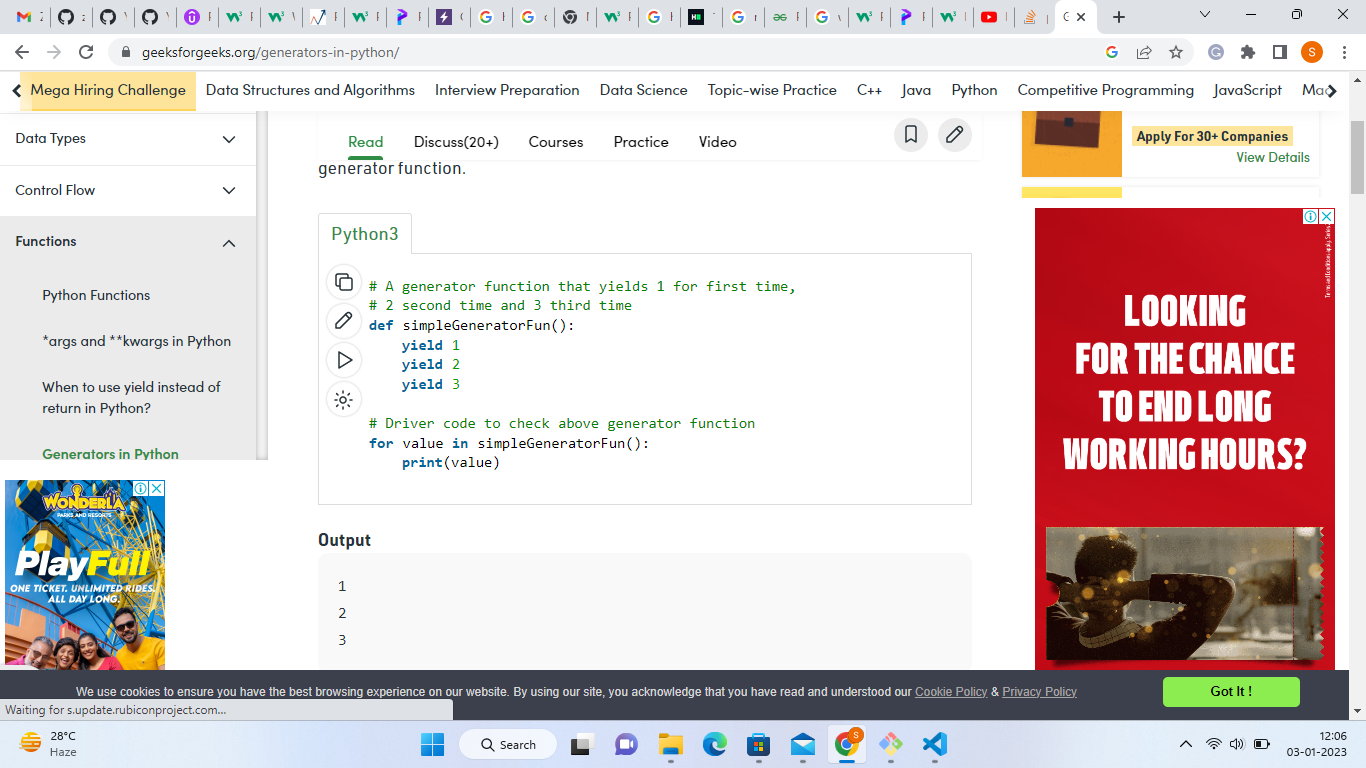 geeksforgeeks.org/generators-in-python/
S
Mega Hiring Challenge
Data Structures and Algorithms
Interview Preparation
Data Science
Topic-wise Practice
C++
Java
Python
Competitive Programming
JavaScript
Data Types
Control Flow
Functions
Python Functions
*args and **kwargs in Python
When to use yield instead of
return in Python?
Generators in Python
Read
Discuss(20+)
Courses
Practice
Video
generator function.
Python3
# A generator function that yields 1 for first time,
# 2 second time and 3 third time
def simpleGeneratorFun():
yield 1
yield 2
yield 3
# Driver code to check above generator function
for value in simpleGeneratorFun():
print(value)
Output
1
2
3
Apply For 30+ Companies
View Details
LOOKING
FOR THE CHANCE
TO END LONG
WORKING HOURS?
WONDERLA
PARKS AND RESORTS
PlayFull
ONE TICKET. UNLIMITED RIDES.
ALL DAY LONG.
We use cookies to ensure you have the best browsing experience on our website. By using our site, you acknowledge that you have read and understood our Cookie Policy & Privacy Policy
Got It !
Waiting for s.update.rubiconproject.com...
28°C
Haze
Search
S
12:06
03-01-2023